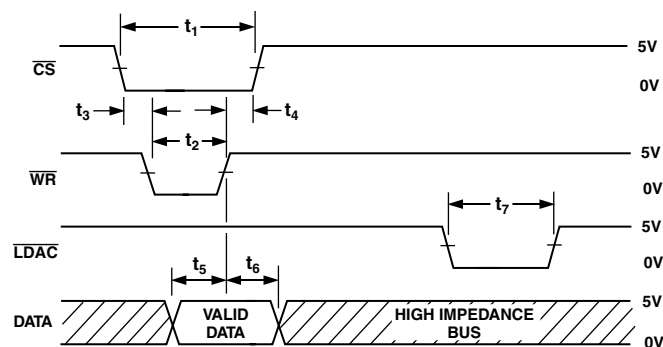 t1
5V
CS
0V
t3
t4
t2
5V
WR
0V
t7
5V
LDAC
0V
t5
t6
5V
DATA
VALID
DATA
HIGH IMPEDANCE
BUS
0V